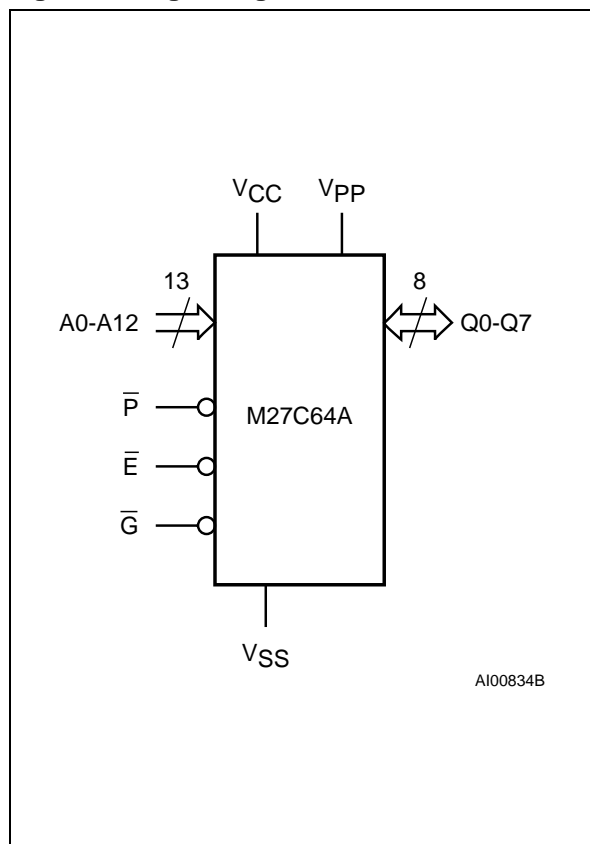 VCC VPP
13 8
A0-A12 Q0-Q7
P̅
M27C64A
E̅
G̅
VSS
AI00834B